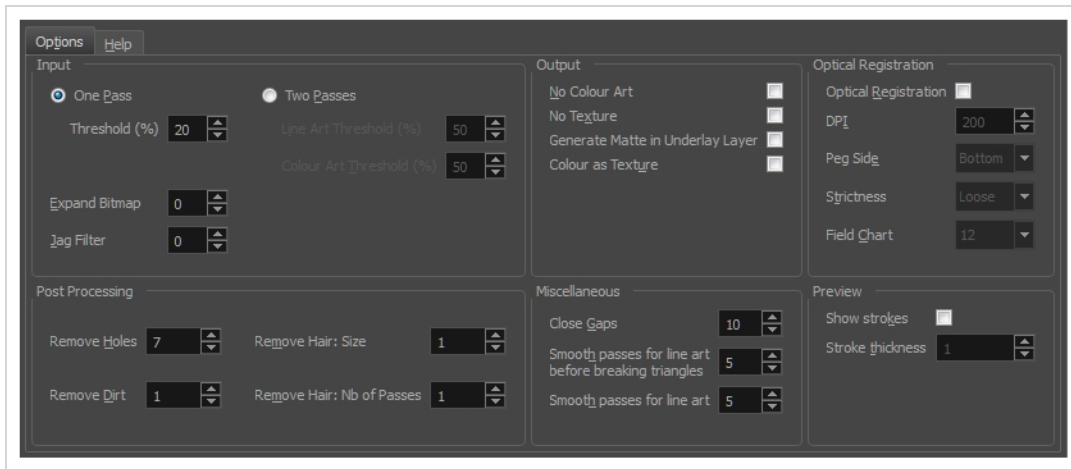 Options
Help
Input
One Pass
Two Passes
Threshold (%) 20
Line Art Threshold (%) 50
Colour Art Threshold (%) 50
Expand Bitmap 0
Jag Filter 0
Output
No Colour Art
No Texture
Generate Matte in Underlay Layer
Colour as Texture
Optical Registration
Optical Registration
DPI 200
Peg Side Bottom
Strictness Loose
Field Chart 12
Post Processing
Remove Holes 7
Remove Hair: Size 1
Remove Dirt 1
Remove Hair: Nb of Passes 1
Miscellaneous
Close Gaps 10
Smooth passes for line art
before breaking triangles 5
Smooth passes for line art 5
Preview
Show strokes
Stroke thickness 1